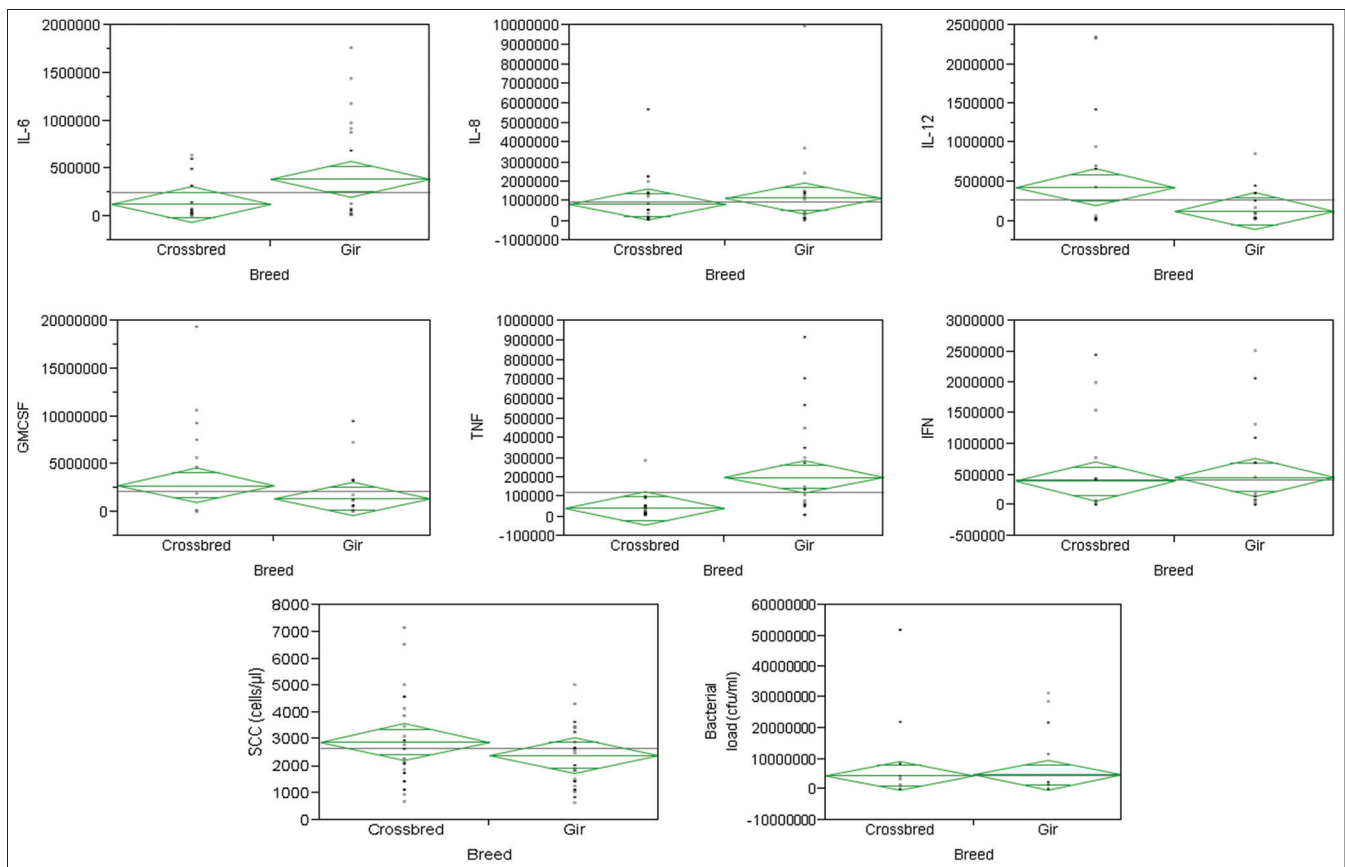 2000000
1500000
1000000
500000
0
IL-6
Crossbred
Gir
Breed
10000000
9000000
8000000
7000000
6000000
5000000
4000000
3000000
2000000
1000000
0
-1000000
IL-8
Crossbred
Gir
Breed
2500000
2000000
1500000
1000000
500000
0
IL-12
Crossbred
Gir
Breed
20000000
15000000
10000000
5000000
0
GMCSF
Crossbred
Gir
Breed
1000000
900000
800000
700000
600000
500000
400000
300000
200000
100000
0
-100000
TNF
Crossbred
Gir
Breed
3000000
2500000
2000000
1500000
1000000
500000
0
-500000
IFN
Crossbred
Gir
Breed
8000
7000
6000
5000
4000
3000
2000
1000
0
SCC (cells/µl)
Crossbred
Gir
Breed
60000000
50000000
40000000
30000000
20000000
10000000
0
-10000000
Bacterial
load (cfu/ml)
Crossbred
Gir
Breed